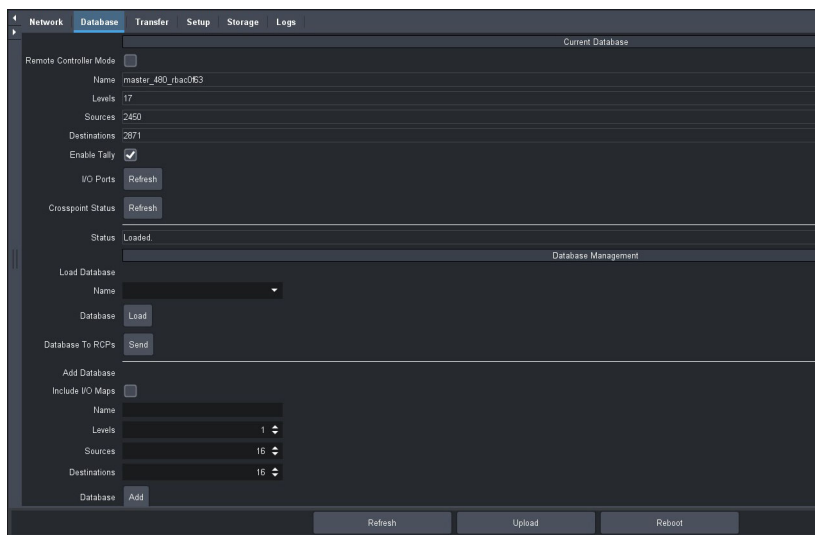 Network Database Transfer Setup Storage Logs
Current Database
Remote Controller Mode
Name master_480_rbac0f53
Levels 17
Sources 2450
Destinations 2871
Enable Tally
I/O Ports Refresh
Crosspoint Status Refresh
Status Loaded.
Database Management
Load Database
Name
Database Load
Database To RCPs Send
Add Database
Include I/O Maps
Name
Levels 1
Sources 16
Destinations 16
Database Add
Refresh Upload Reboot